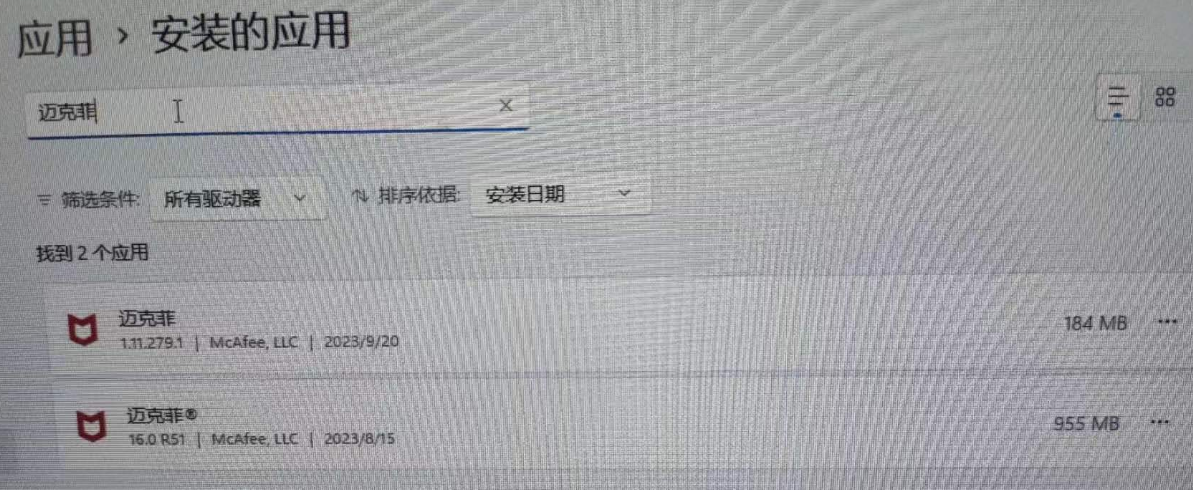 应用 › 安装的应用
迈克菲
筛选条件: 所有驱动器 排序依据: 安装日期
找到 2 个应用
迈克菲
1.11.279.1 | McAfee, LLC | 2023/9/20
184 MB
迈克菲®
16.0 R51 | McAfee, LLC | 2023/8/15
955 MB